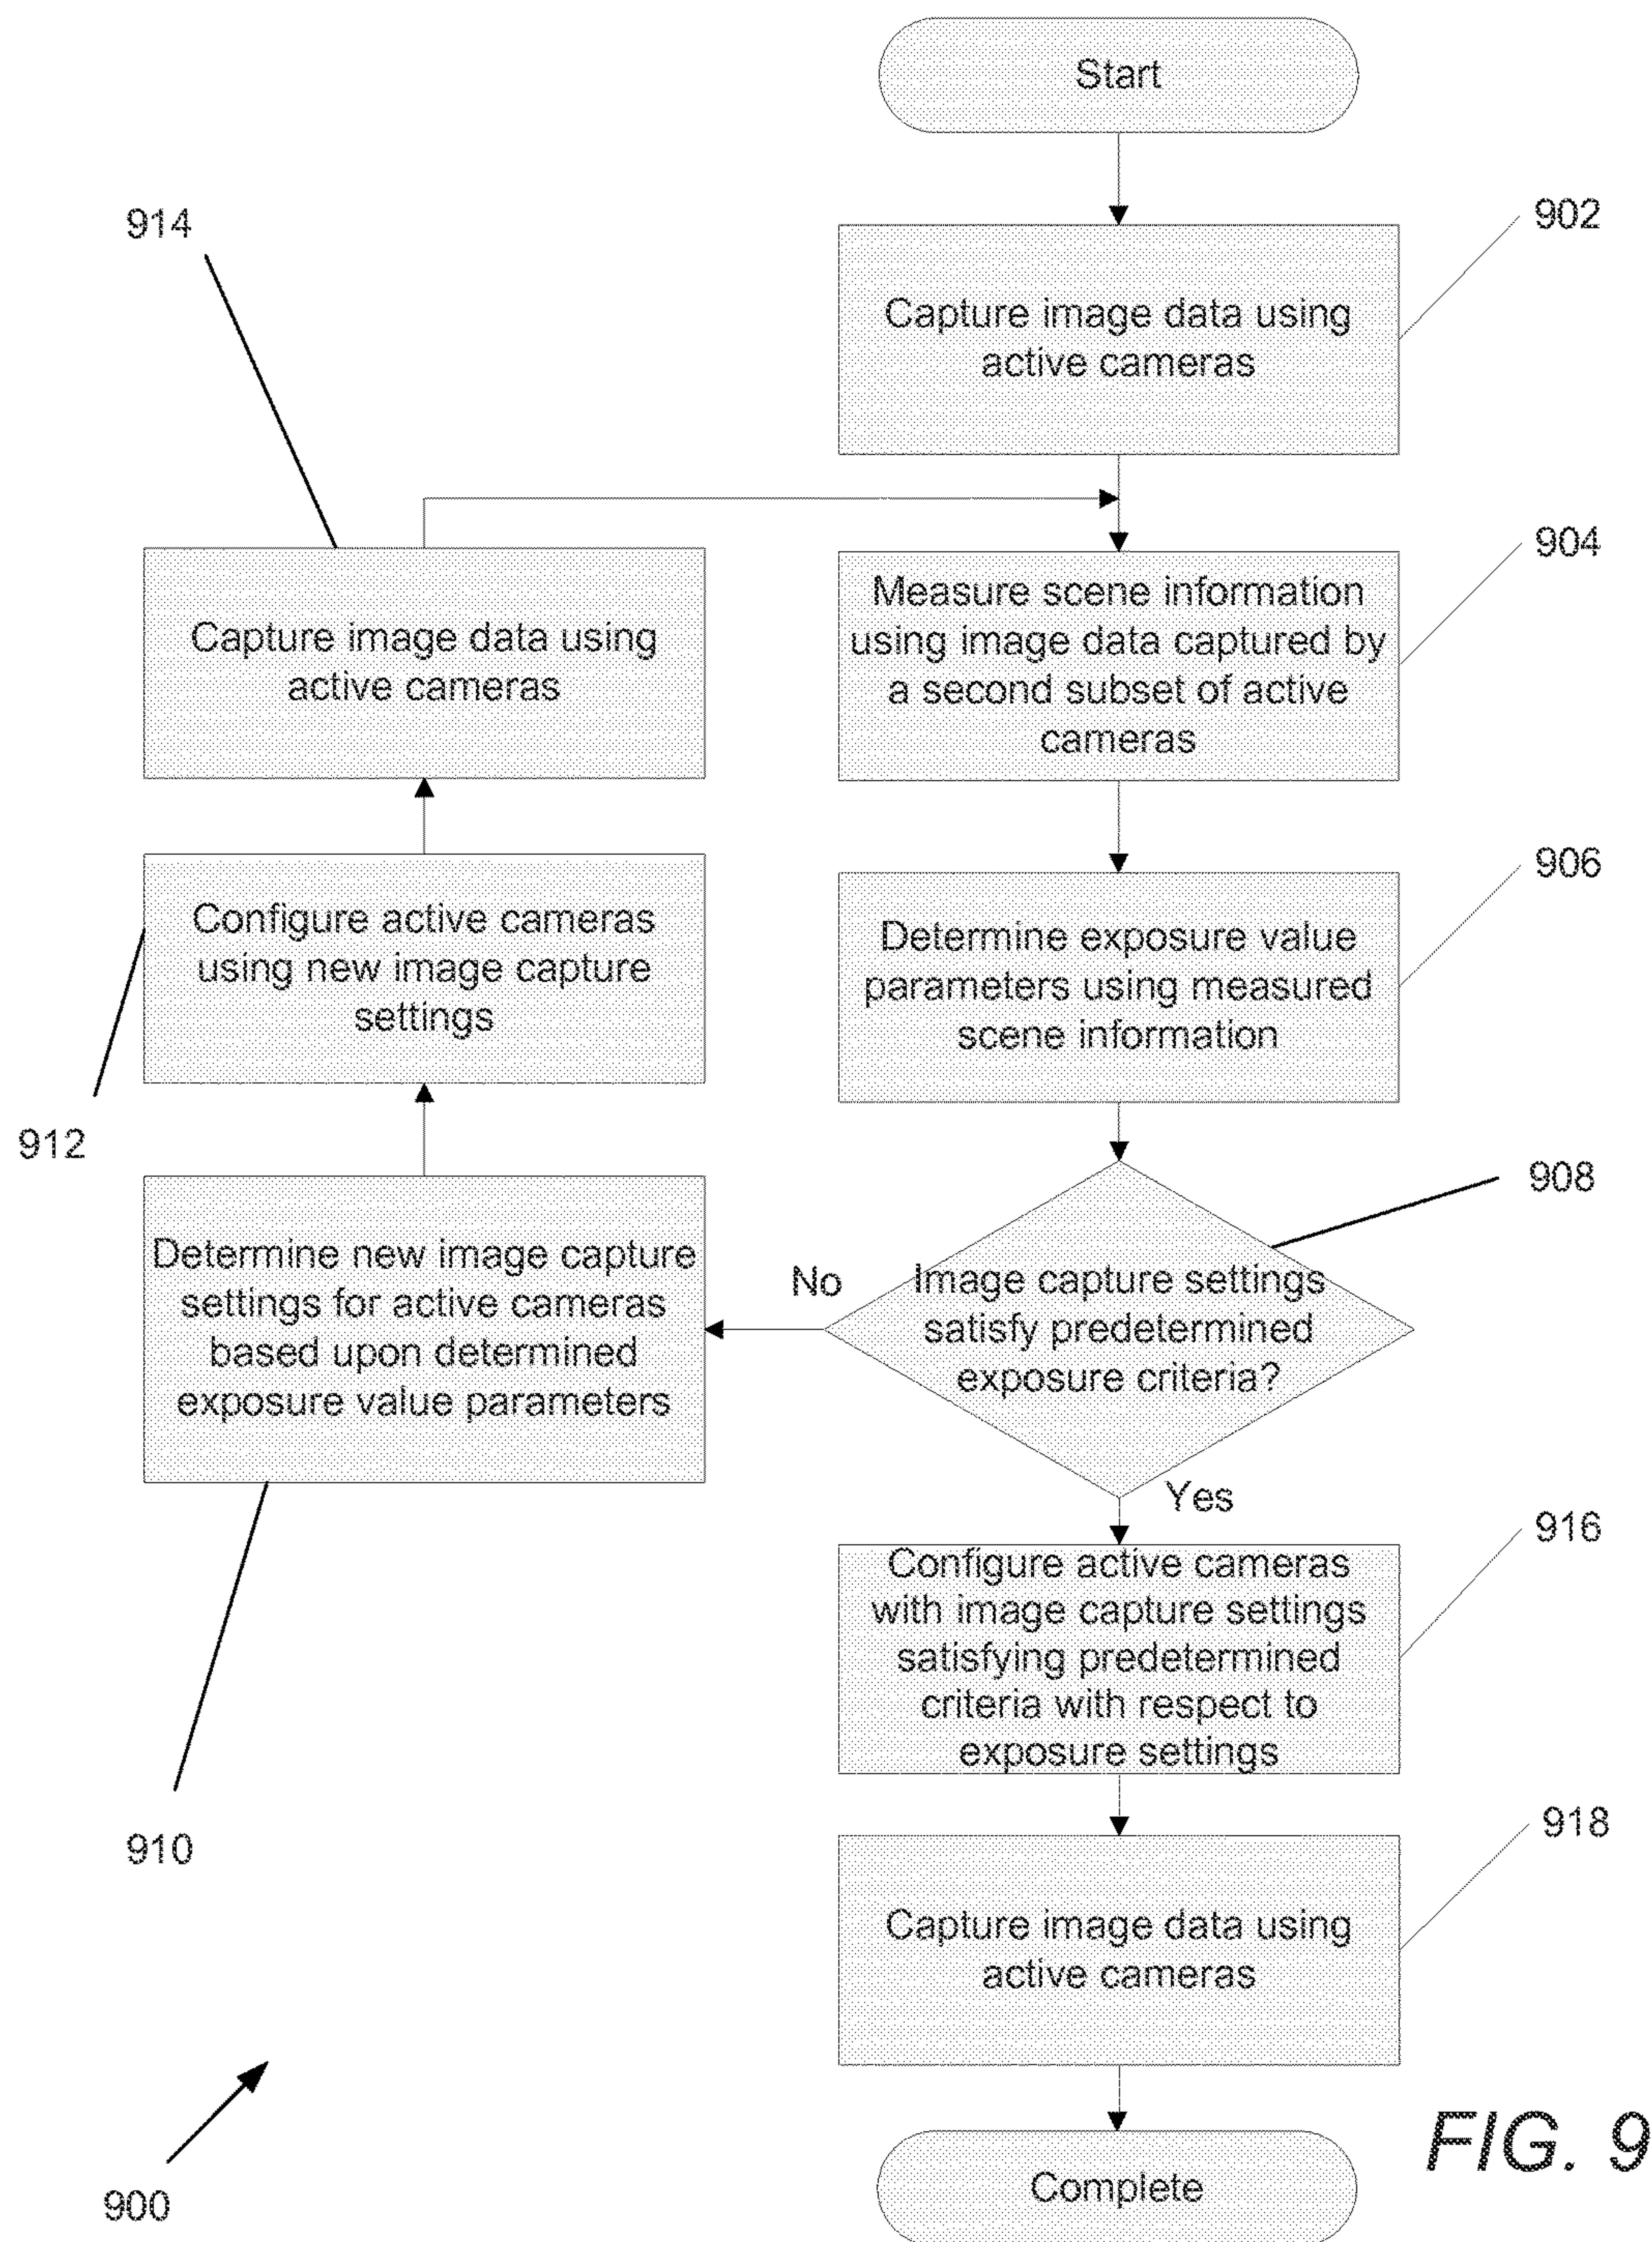 Start
902
Capture image data using
active cameras
914
904
Measure scene information
using image data captured by
a second subset of active
cameras
Capture image data using
active cameras
906
Determine exposure value
parameters using measured
scene information
Configure active cameras
using new image capture
settings
912
908
Image capture settings
satisfy predetermined
exposure criteria?
No
Determine new image capture
settings for active cameras
based upon determined
exposure value parameters
910
Yes
916
Configure active cameras
with image capture settings
satisfying predetermined
criteria with respect to
exposure settings
918
Capture image data using
active cameras
Complete
900
FIG. 9